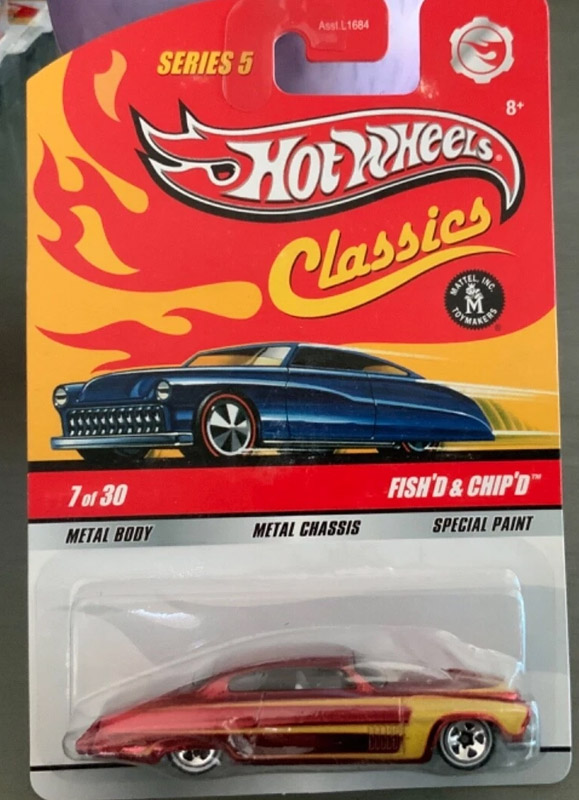 Asst.L1684
SERIES 5
8+
HOT WHEELS®
Classics
MATTEL, INC.
M
TOYMAKERS
®
7 of 30
FISH'D & CHIP'D™
METAL BODY
METAL CHASSIS
SPECIAL PAINT